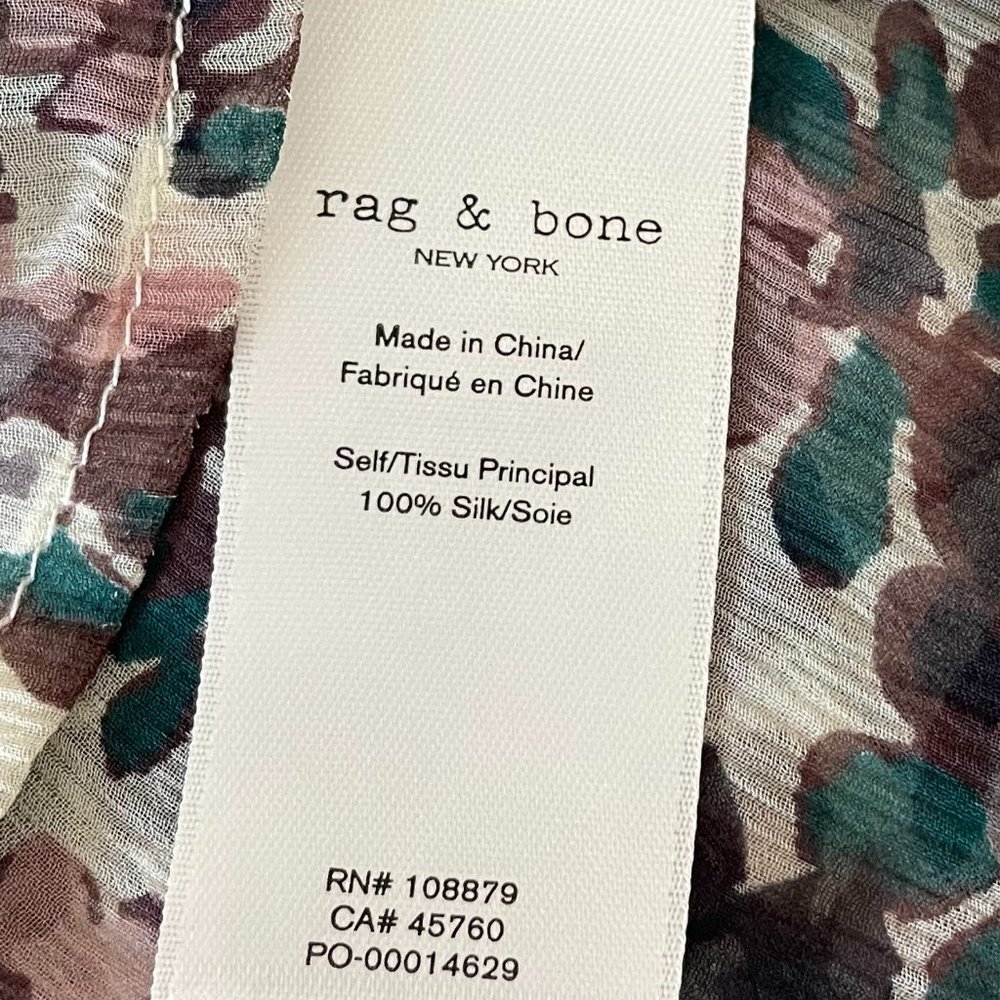 rag & bone
NEW YORK
Made in China/
Fabriqué en Chine
Self/Tissu Principal
100% Silk/Soie
RN# 108879
CA# 45760
PO-00014629